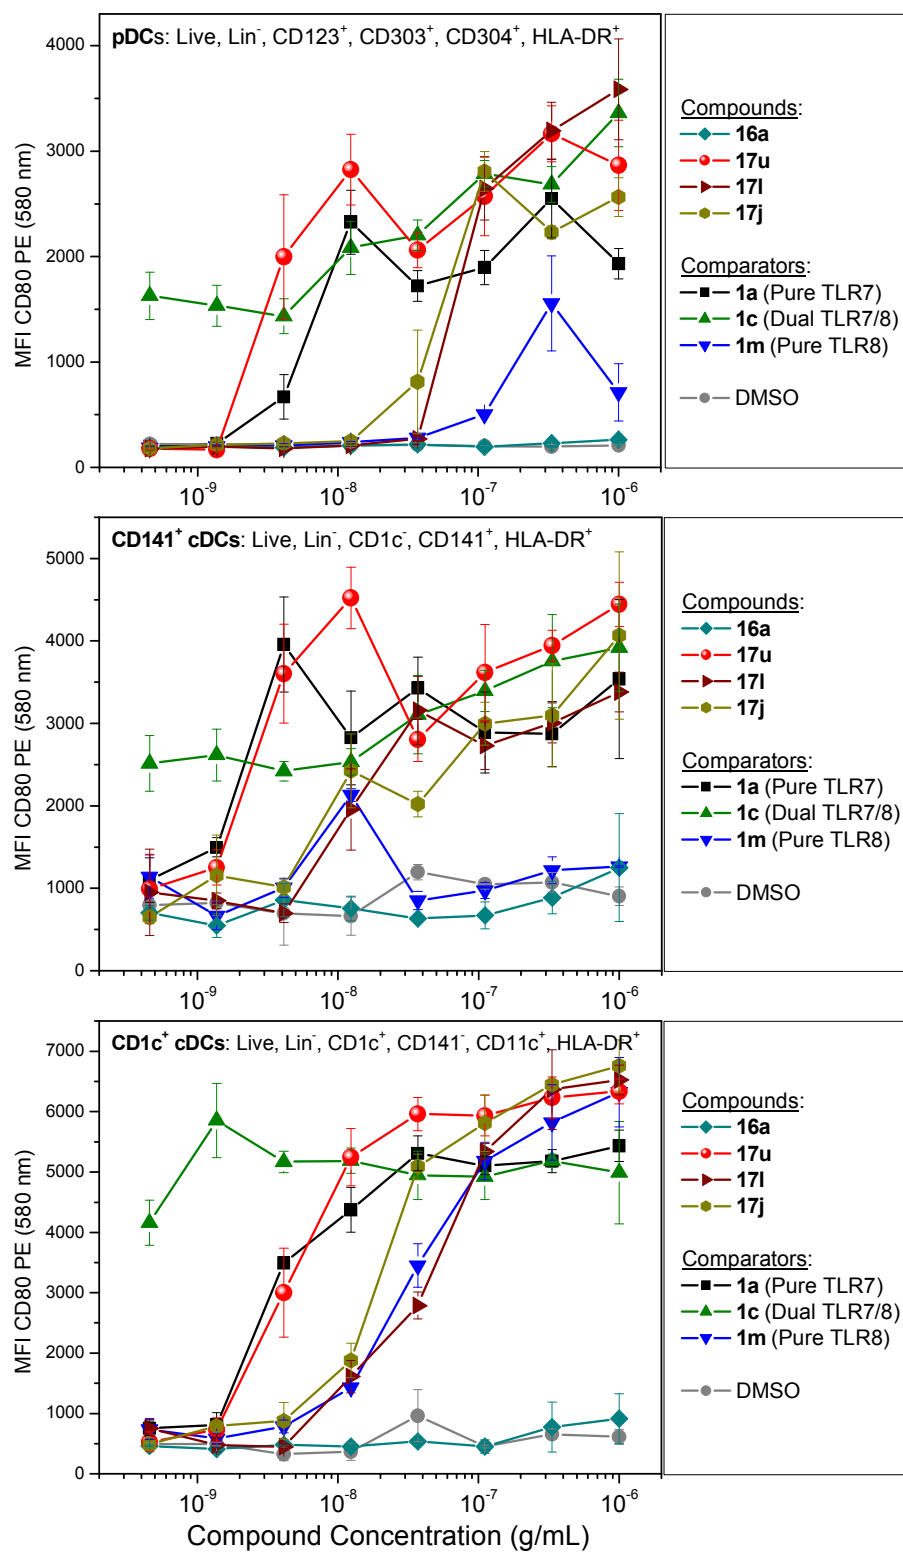 pDCs: Live, Lin⁻, CD123⁺, CD303⁺, CD304⁺, HLA-DR⁺
4000
3000
2000
1000
0
MFI CD80 PE (580 nm)
10⁻⁹
10⁻⁸
10⁻⁷
10⁻⁶
Compounds:
16a
17u
17l
17j
Comparators:
1a (Pure TLR7)
1c (Dual TLR7/8)
1m (Pure TLR8)
DMSO
CD141⁺ cDCs: Live, Lin⁻, CD1c⁻, CD141⁺, HLA-DR⁺
5000
4000
3000
2000
1000
0
MFI CD80 PE (580 nm)
10⁻⁹
10⁻⁸
10⁻⁷
10⁻⁶
Compounds:
16a
17u
17l
17j
Comparators:
1a (Pure TLR7)
1c (Dual TLR7/8)
1m (Pure TLR8)
DMSO
CD1c⁺ cDCs: Live, Lin⁻, CD1c⁺, CD141⁻, CD11c⁺, HLA-DR⁺
7000
6000
5000
4000
3000
2000
1000
0
MFI CD80 PE (580 nm)
10⁻⁹
10⁻⁸
10⁻⁷
10⁻⁶
Compound Concentration (g/mL)
Compounds:
16a
17u
17l
17j
Comparators:
1a (Pure TLR7)
1c (Dual TLR7/8)
1m (Pure TLR8)
DMSO